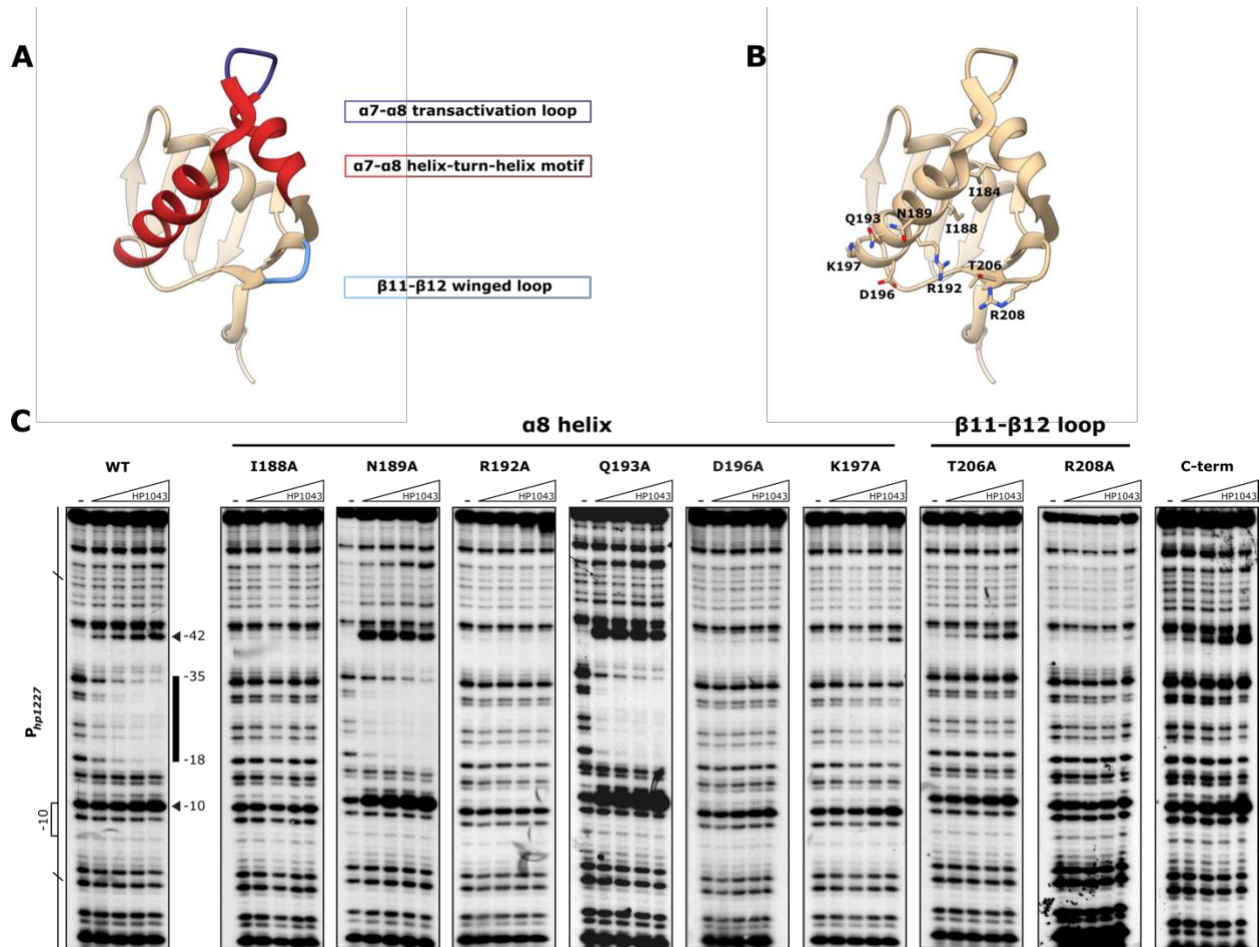 A
α7-α8 transactivation loop
α7-α8 helix-turn-helix motif
β11-β12 winged loop
B
I184
Q193
N189
I188
K197
T206
D196
R192
R208
C
α8 helix
β11-β12 loop
WT
I188A
N189A
R192A
Q193A
D196A
K197A
T206A
R208A
C-term
- HP1043
- HP1043
- HP1043
- HP1043
- HP1043
- HP1043
- HP1043
- HP1043
- HP1043
- HP1043
-42
-35
Php1227
-18
-10
-10